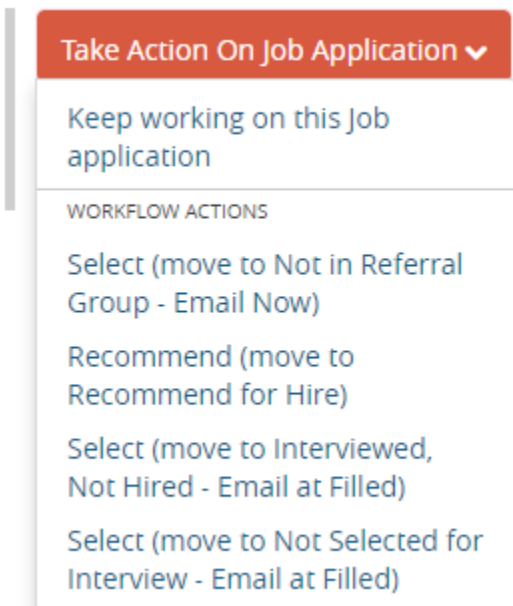 Take Action On Job Application
Keep working on this Job
application
WORKFLOW ACTIONS
Select (move to Not in Referral
Group - Email Now)
Recommend (move to
Recommend for Hire)
Select (move to Interviewed,
Not Hired - Email at Filled)
Select (move to Not Selected for
Interview - Email at Filled)